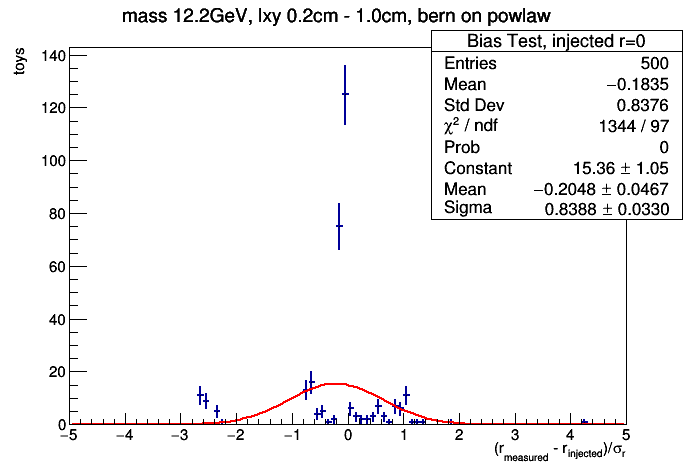 mass 12.2GeV, lxy 0.2cm - 1.0cm, bern on powlaw
Bias Test, injected r=0
Entries 500
Mean −0.1835
Std Dev 0.8376
χ² / ndf 1344 / 97
Prob 0
Constant 15.36 ± 1.05
Mean −0.2048 ± 0.0467
Sigma 0.8388 ± 0.0330
toys
140
120
100
80
60
40
20
0
−5 −4 −3 −2 −1 0 1 2 3 4 5
(r_measured - r_injected)/σ_r